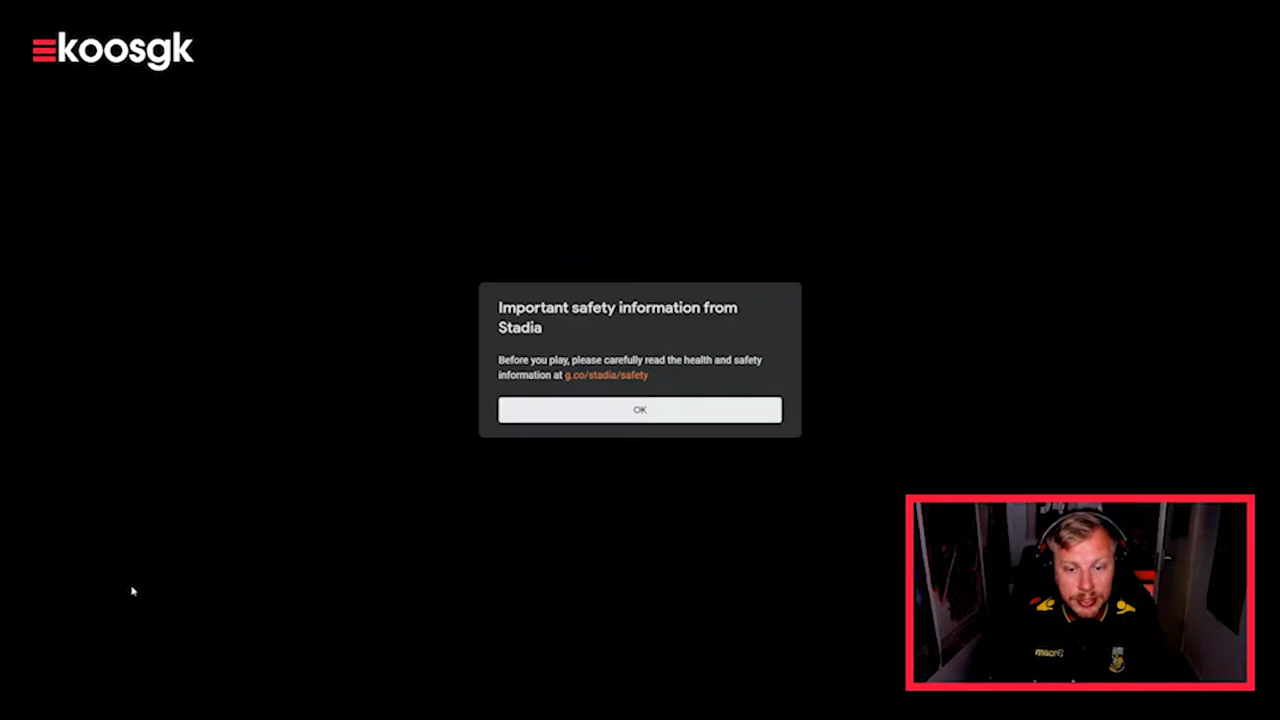 koosgk
Important safety information from
Stadia
Before you play, please carefully read the health and safety
information at g.co/stadia/safety
OK
macron